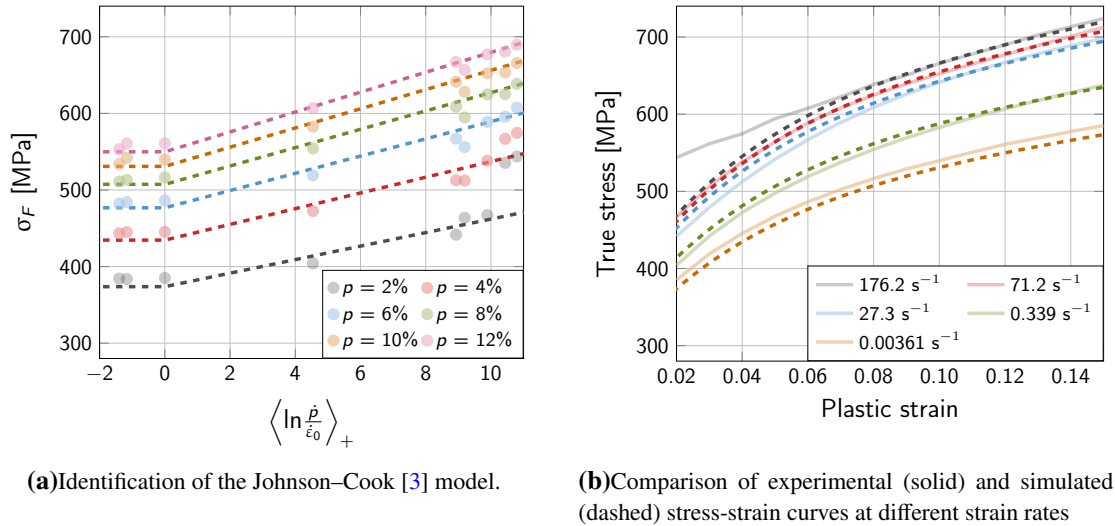 700
600
500
400
300
σF [MPa]
−2 0 2 4 6 8 10
⟨ln ṗ/ε̇0⟩+
p = 2% p = 4%
p = 6% p = 8%
p = 10% p = 12%
(a)Identification of the Johnson–Cook [3] model.
700
600
500
400
300
True stress [MPa]
0.02 0.04 0.06 0.08 0.10 0.12 0.14
Plastic strain
176.2 s⁻¹ 71.2 s⁻¹
27.3 s⁻¹ 0.339 s⁻¹
0.00361 s⁻¹
(b)Comparison of experimental (solid) and simulated
(dashed) stress-strain curves at different strain rates